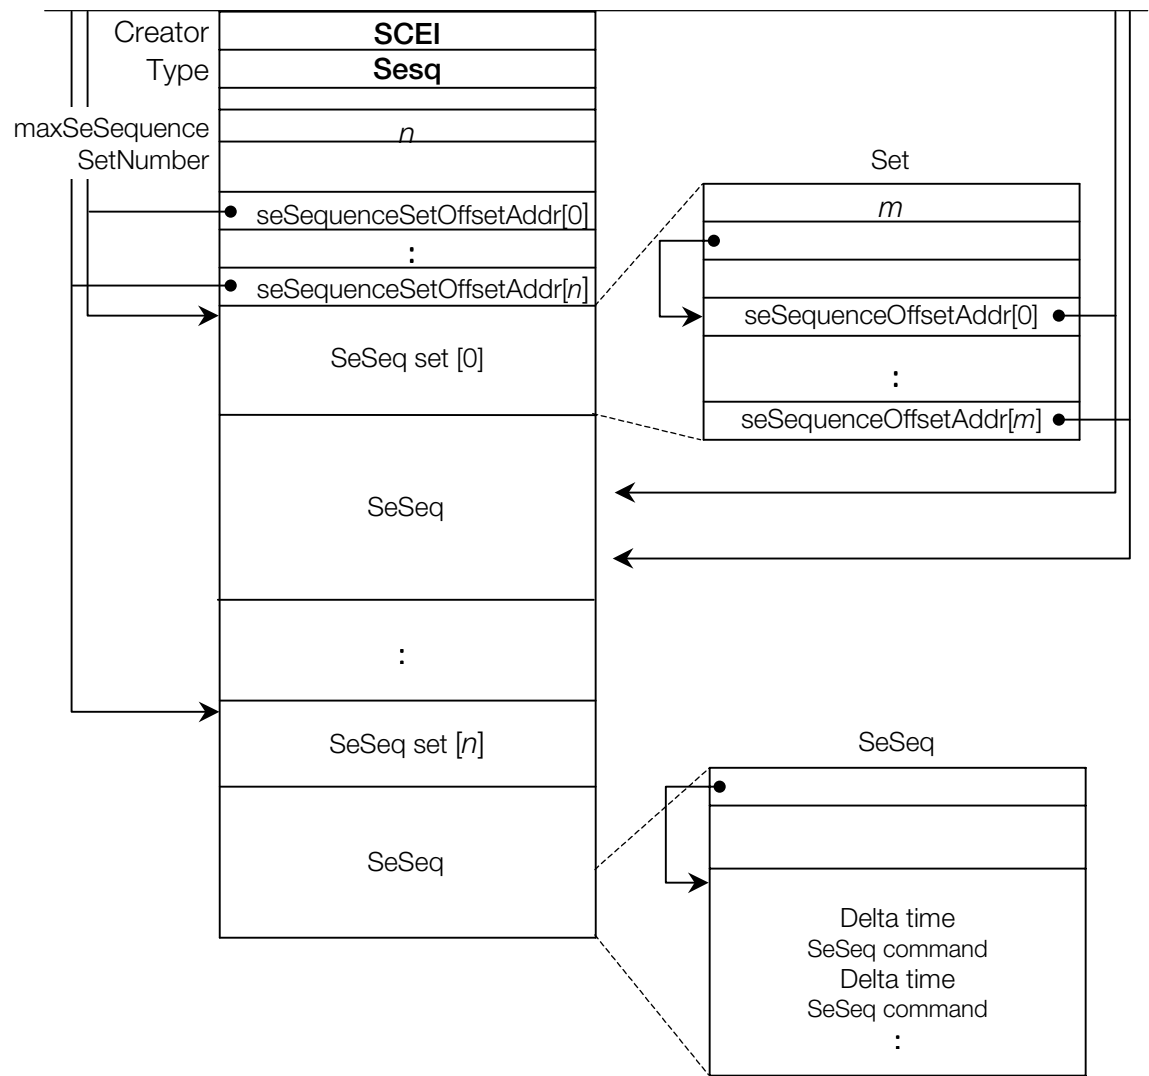 Creator SCEI
Type Sesq
maxSeSequence
SetNumber
n
seSequenceSetOffsetAddr[0]
:
seSequenceSetOffsetAddr[n]
SeSeq set [0]
SeSeq
:
SeSeq set [n]
SeSeq
Set
m
seSequenceOffsetAddr[0]
:
seSequenceOffsetAddr[m]
SeSeq
Delta time
SeSeq command
Delta time
SeSeq command
: